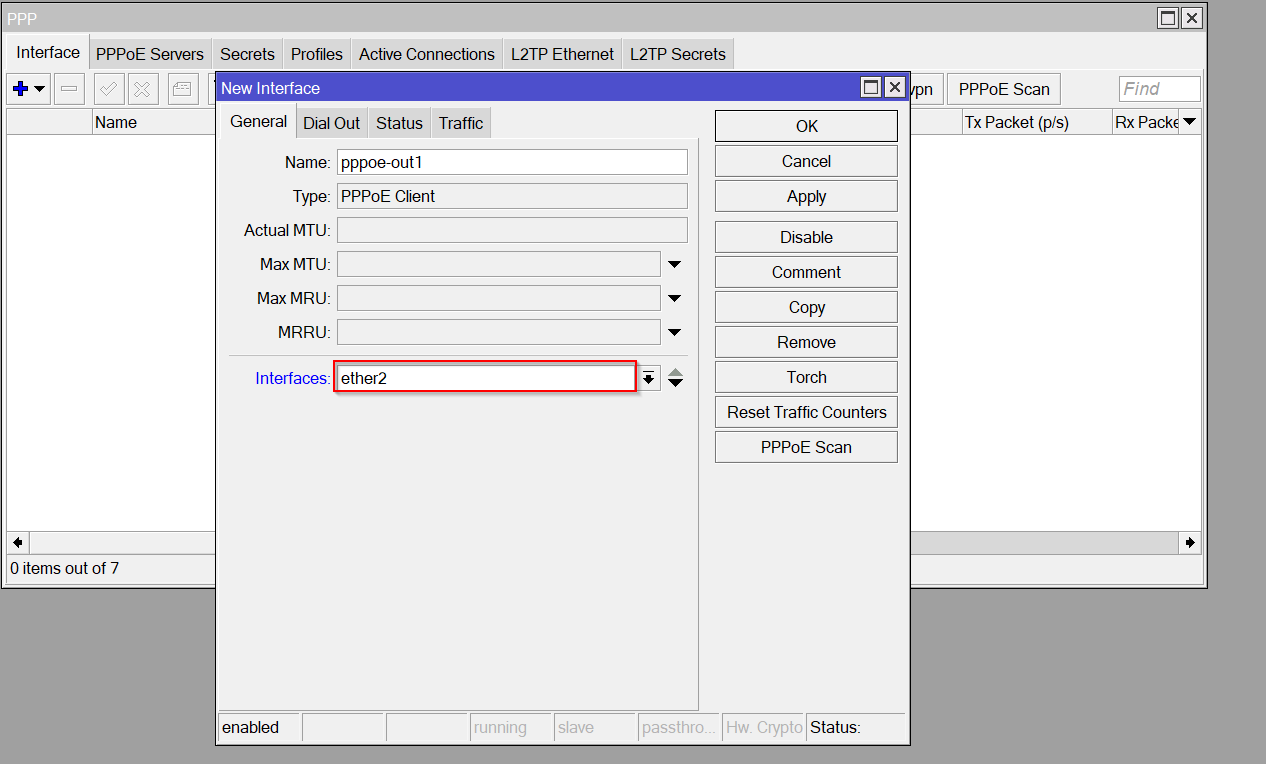 PPP
Interface PPPoE Servers Secrets Profiles Active Connections L2TP Ethernet L2TP Secrets
PPPoE Scan Find
Name Tx Packet (p/s)
0 items out of 7
New Interface
General Dial Out Status Traffic
Name: pppoe-out1
Type: PPPoE Client
Actual MTU:
Max MTU:
Max MRU:
MRRU:
Interfaces: ether2
OK
Cancel
Apply
Disable
Comment
Copy
Remove
Torch
Reset Traffic Counters
PPPoE Scan
enabled running slave passthro... Hw. Crypto Status: